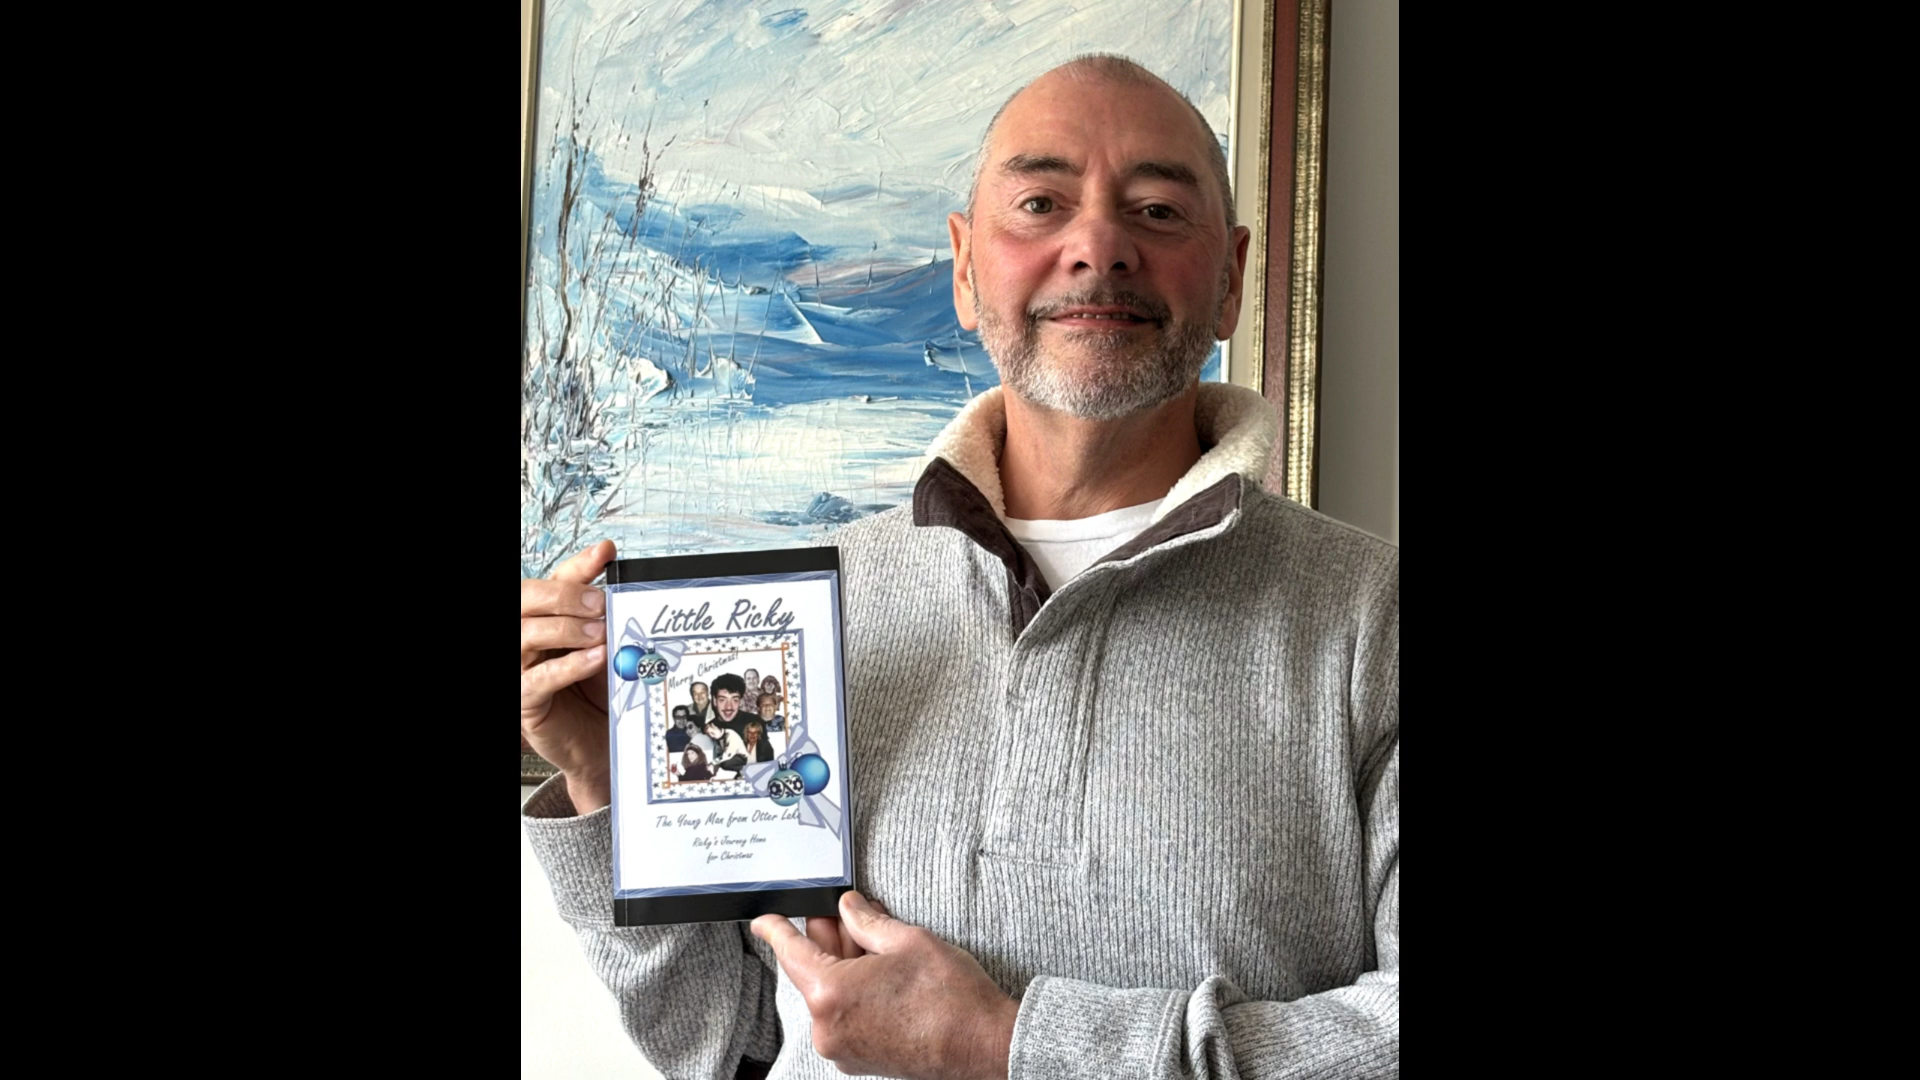 Little Ricky
Merry Christmas!
The Young Man from Otter Lake
Ricky's Journey Home
for Christmas